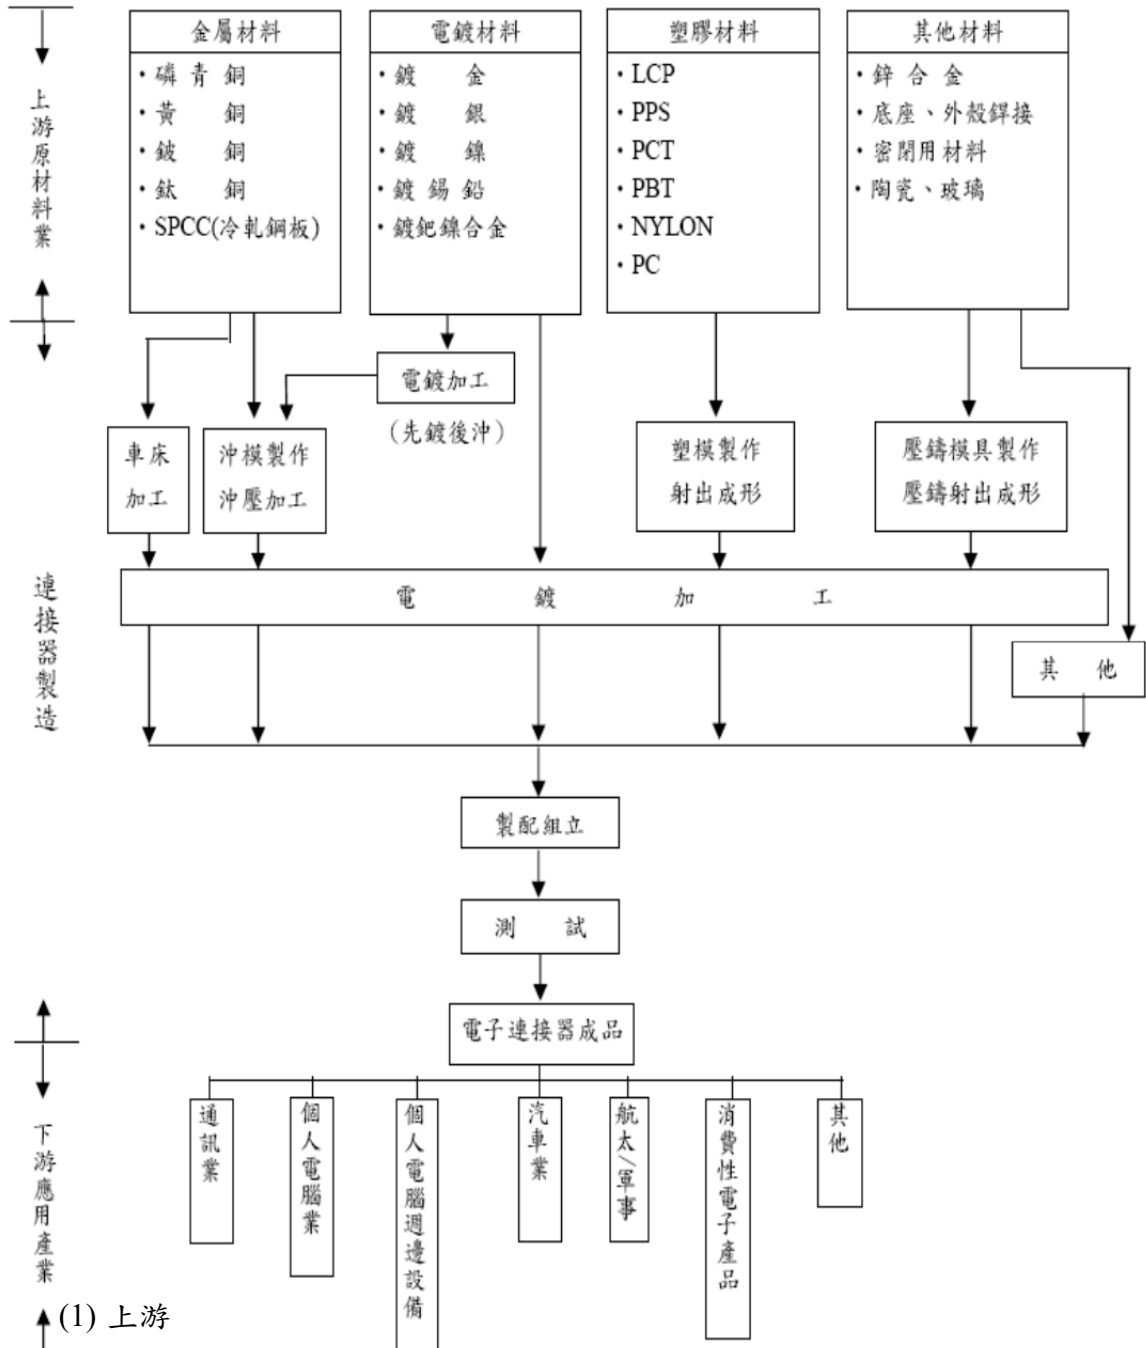 上游原材料業
金屬材料
・磷青銅
・黃銅
・鈹銅
・鈦銅
・SPCC(冷軋鋼板)
電鍍材料
・鍍金
・鍍銀
・鍍鎳
・鍍錫鉛
・鍍鈀鎳合金
塑膠材料
・LCP
・PPS
・PCT
・PBT
・NYLON
・PC
其他材料
・鋅合金
・底座、外殼銲接
・密閉用材料
・陶瓷、玻璃
連接器製造
電鍍加工
(先鍍後沖)
車床
加工
沖模製作
沖壓加工
塑模製作
射出成形
壓鑄模具製作
壓鑄射出成形
電鍍加工
其他
製配組立
測試
電子連接器成品
下游應用產業
通訊業
個人電腦業
個人電腦週邊設備
汽車業
航太/軍事
消費性電子產品
其他
(1) 上游